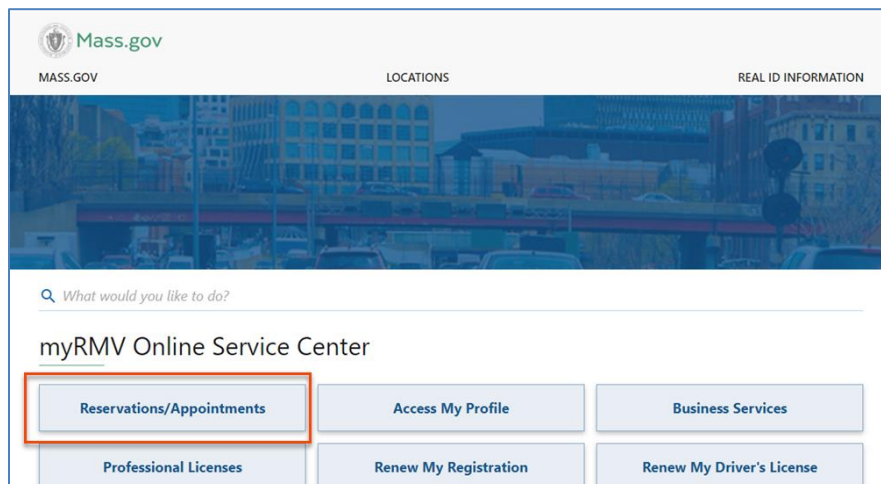 Mass.gov
MASS.GOV LOCATIONS REAL ID INFORMATION
What would you like to do?
myRMV Online Service Center
Reservations/Appointments Access My Profile Business Services
Professional Licenses Renew My Registration Renew My Driver's License